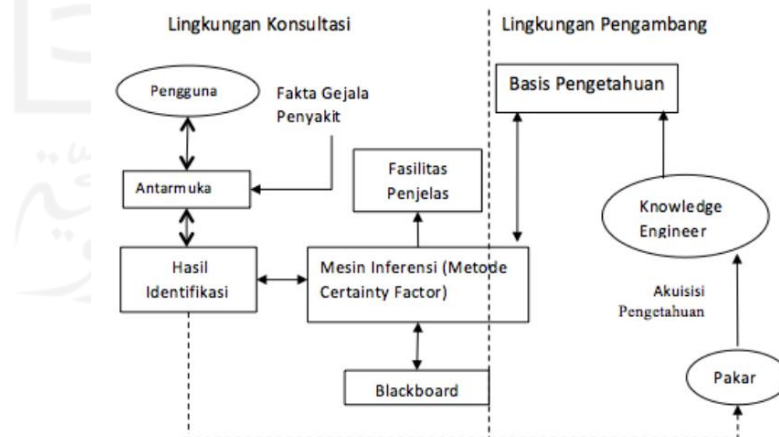 Lingkungan Konsultasi
Lingkungan Pengambang
Pengguna
Fakta Gejala
Penyakit
Basis Pengetahuan
Antarmuka
Fasilitas
Penjelas
Knowledge
Engineer
Hasil
Identifikasi
Mesin Inferensi (Metode
Certainty Factor)
Akuisisi
Pengetahuan
Blackboard
Pakar